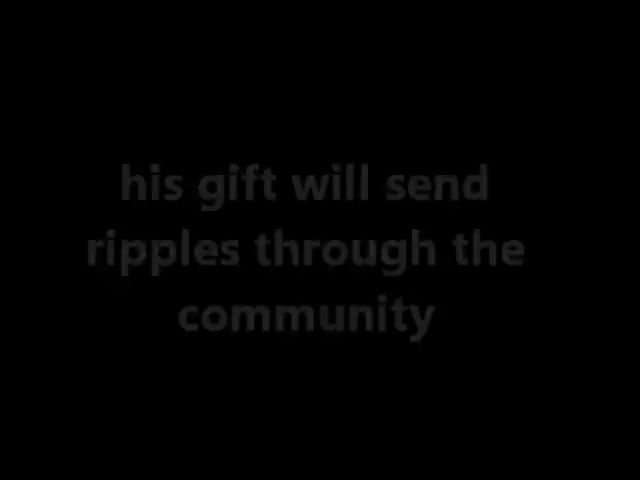 his gift will send
ripples through the
community